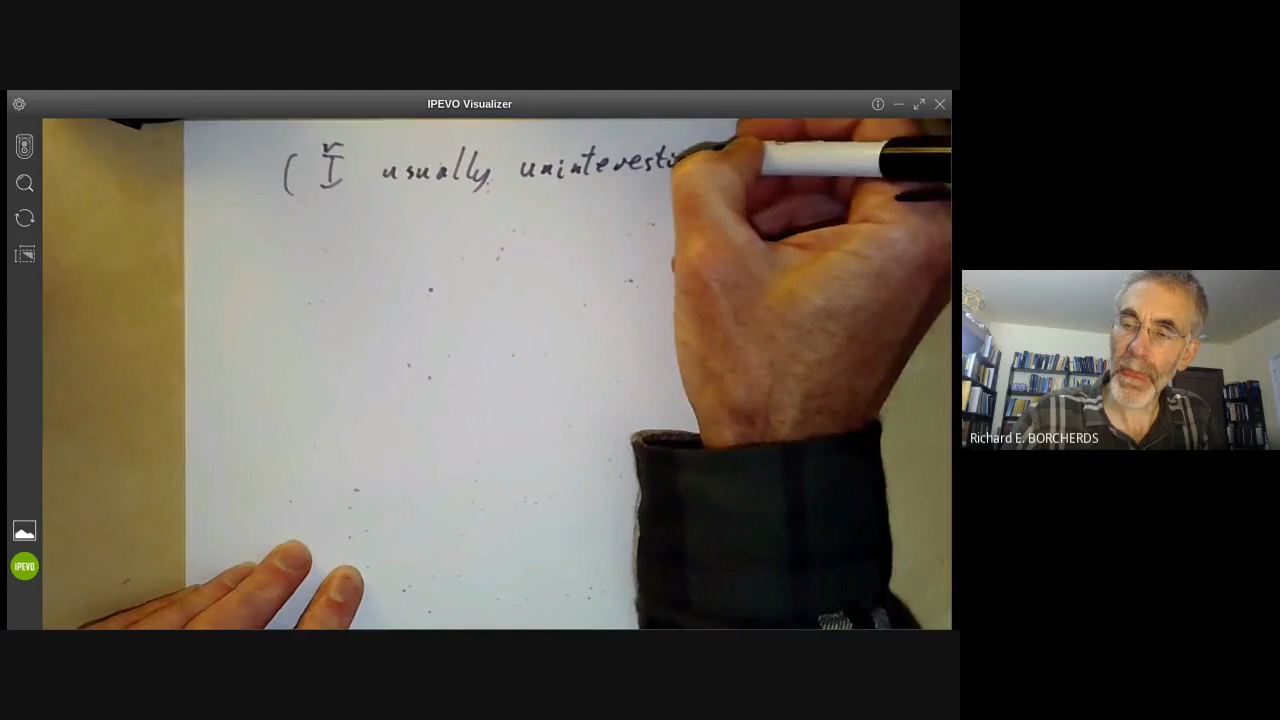 IPEVO Visualizer
( Ǐ usually uninteresti
IPEVO
Richard E. BORCHERDS